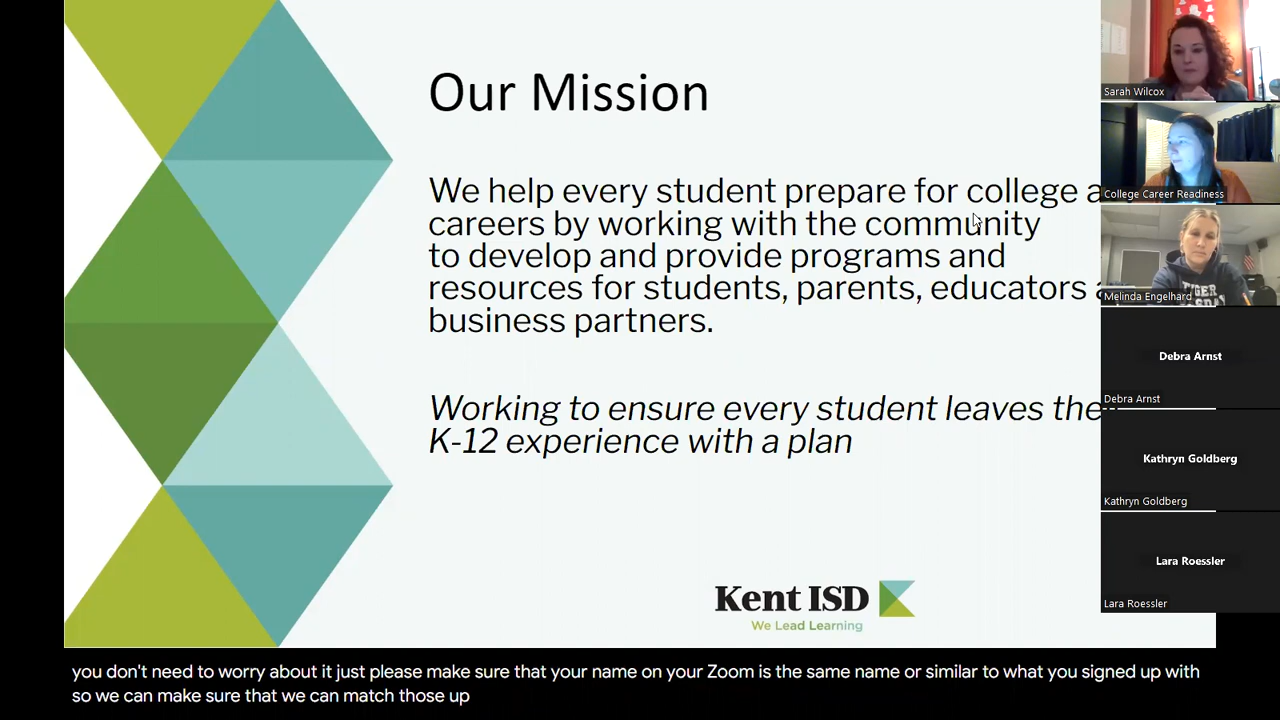 Our Mission
We help every student prepare for college a
careers by working with the community
to develop and provide programs and
resources for students, parents, educators
business partners.
Working to ensure every student leaves the
K-12 experience with a plan
Kent ISD
We Lead Learning
Sarah Wilcox
College Career Readiness
Melinda Engelhard
Debra Arnst
Debra Arnst
Kathryn Goldberg
Kathryn Goldberg
Lara Roessler
Lara Roessler
you don't need to worry about it just please make sure that your name on your Zoom is the same name or similar to what you signed up with
so we can make sure that we can match those up